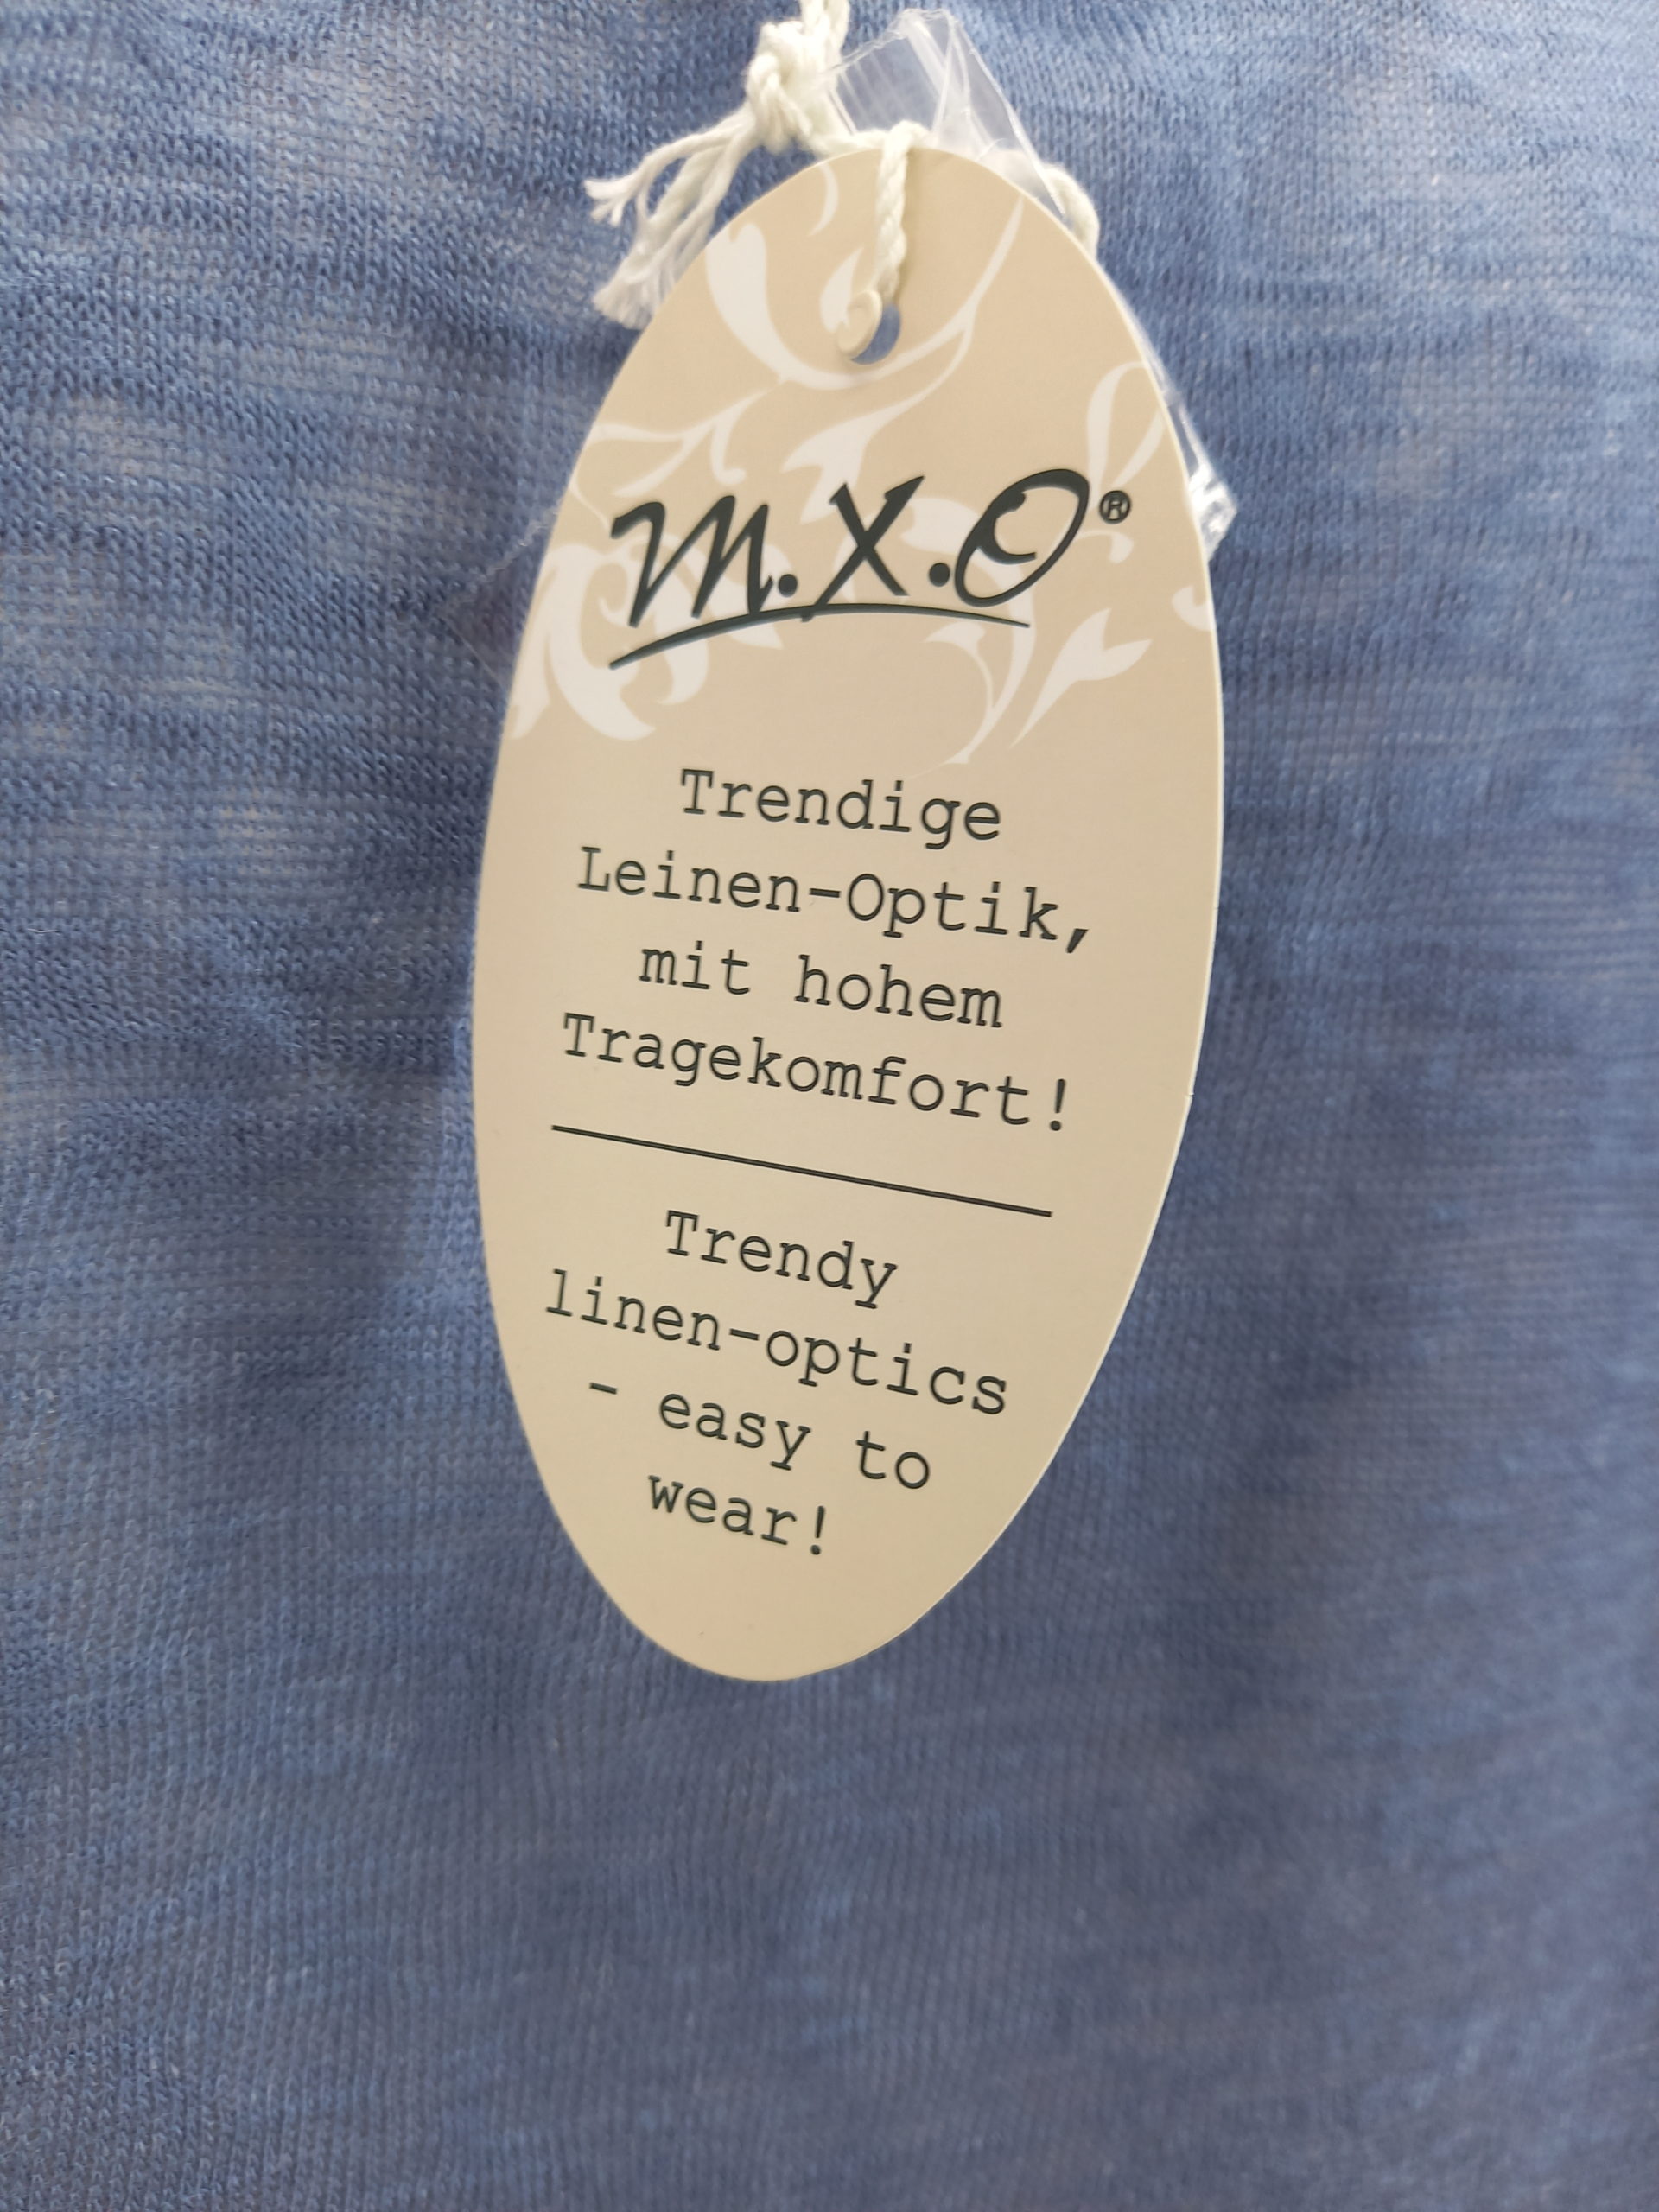 m.x.o®
Trendige
Leinen-Optik,
mit hohem
Tragekomfort!
Trendy
linen-optics
- easy to
wear!